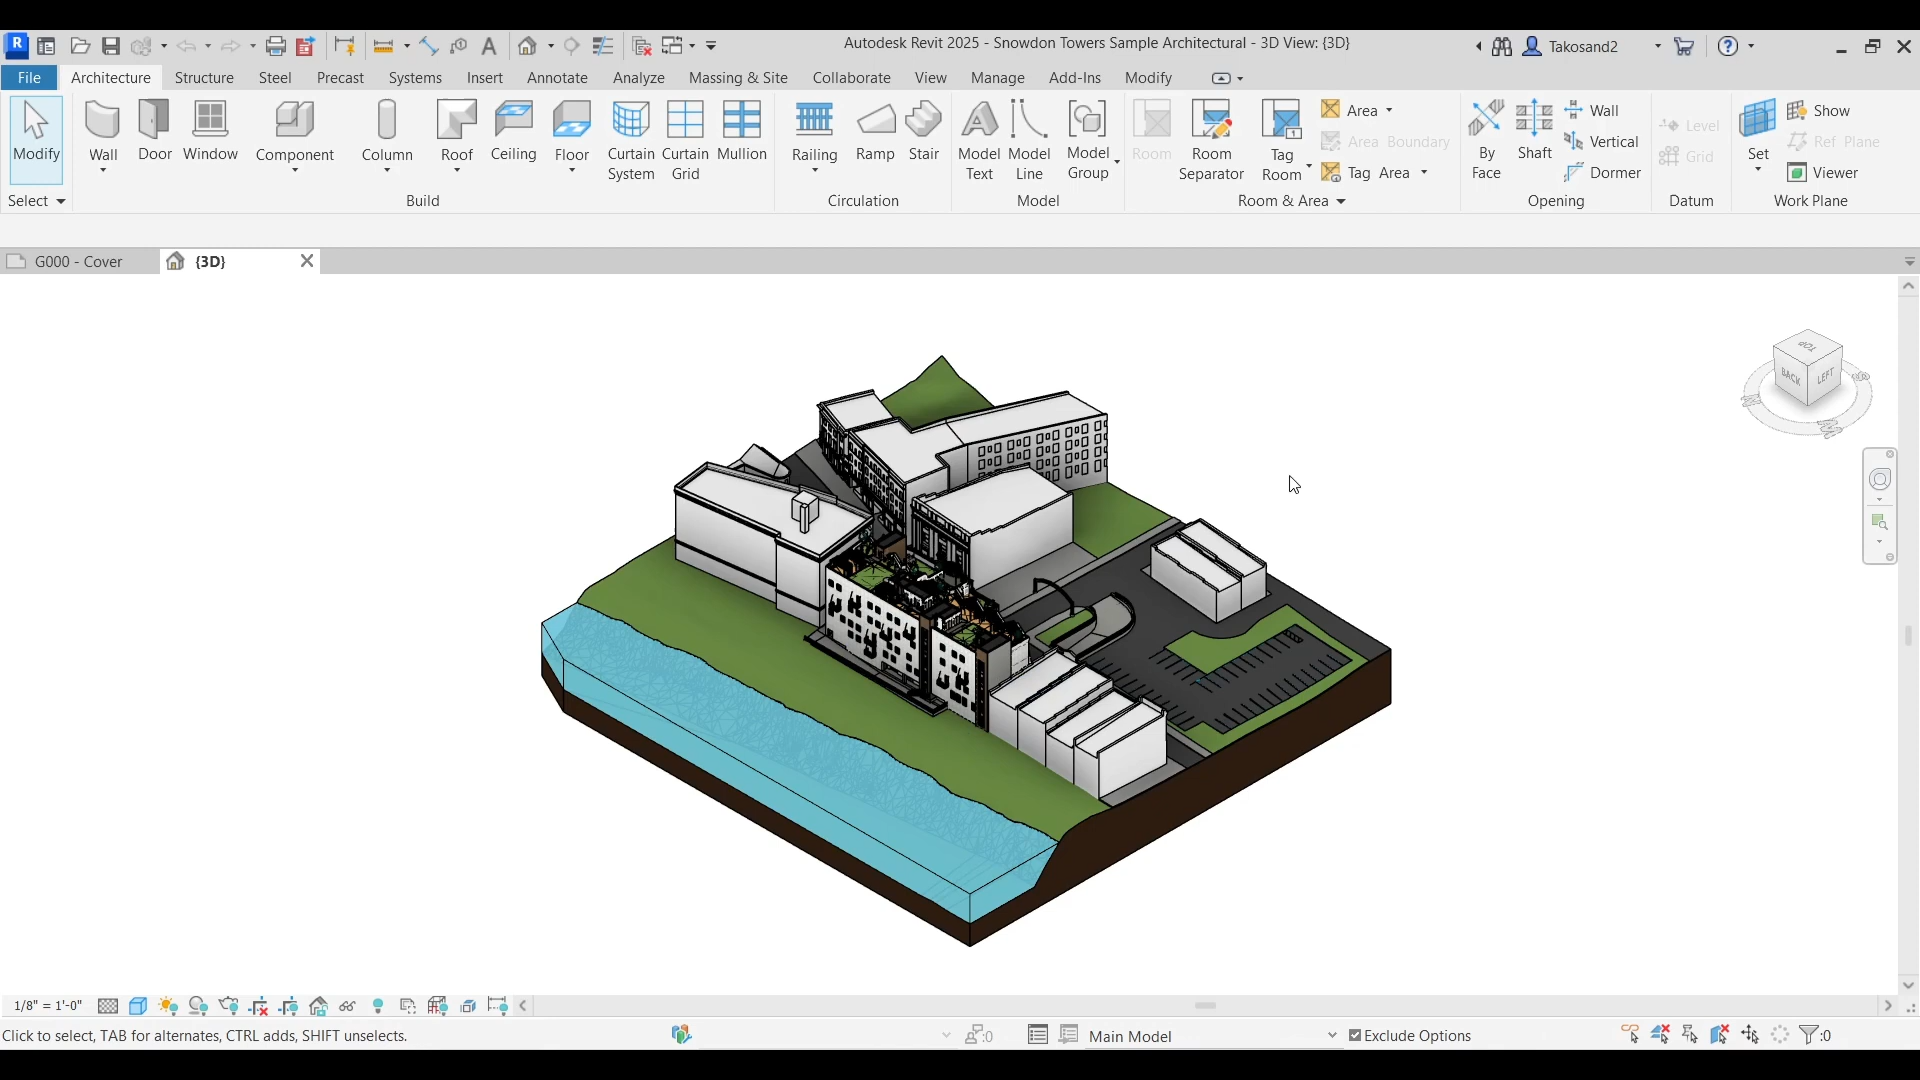 R Autodesk Revit 2025 - Snowdon Towers Sample Architectural - 3D View: {3D} Takosand2
File Architecture Structure Steel Precast Systems Insert Annotate Analyze Massing & Site Collaborate View Manage Add-Ins Modify
Modify Wall Door Window Component Column Roof Ceiling Floor Curtain System Curtain Grid Mullion Railing Ramp Stair Model Text Model Line Model Group Room Room Separator Tag Room Area Area Boundary Tag Area By Face Shaft Wall Vertical Dormer Level Grid Set Show Ref Plane Viewer
Select Build Circulation Model Room & Area Opening Datum Work Plane
G000 - Cover {3D}
TOP
BACK LEFT
1/8" = 1'-0"
Click to select, TAB for alternates, CTRL adds, SHIFT unselects. :0 Main Model Exclude Options :0